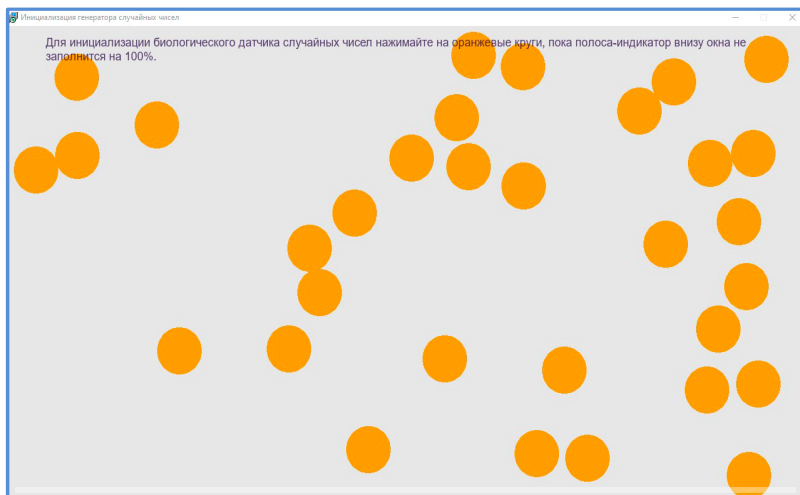 Инициализация генератора случайных чисел
Для инициализации биологического датчика случайных чисел нажимайте на оранжевые круги, пока полоса-индикатор внизу окна не
заполнится на 100%.